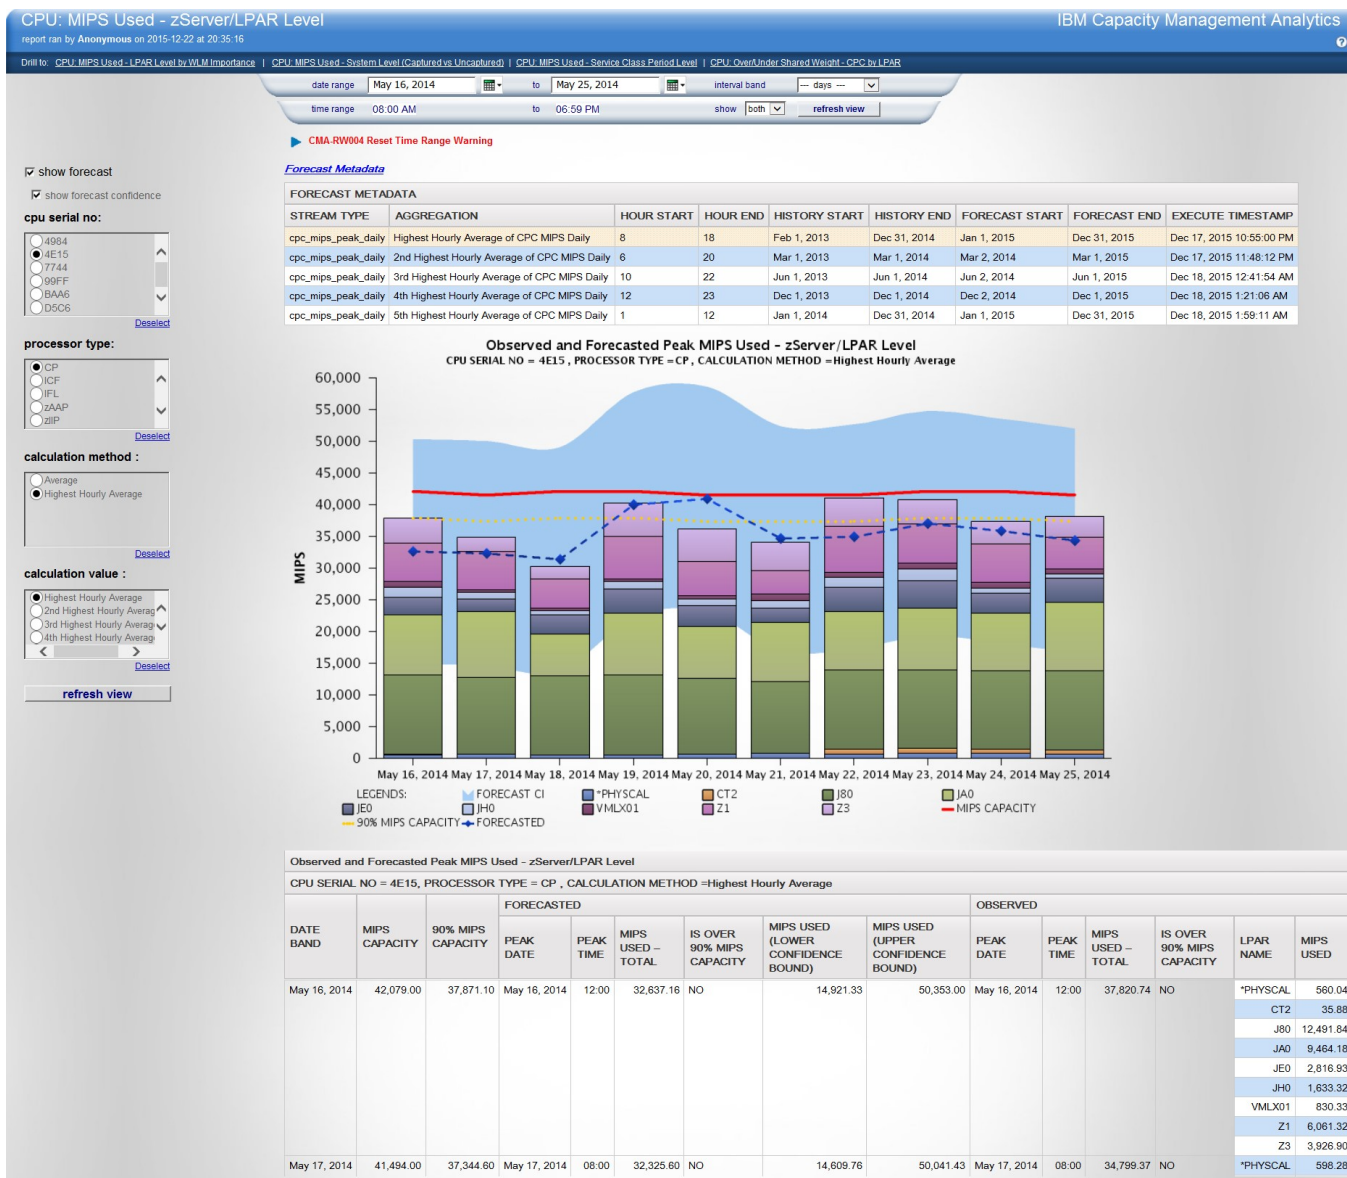 CPU: MIPS Used - zServer/LPAR Level
IBM Capacity Management Analytics
report ran by Anonymous on 2015-12-22 at 20:35:16
Drill to: CPU: MIPS Used - LPAR Level by WLM Importance | CPU: MIPS Used - System Level (Captured vs Uncaptured) | CPU: MIPS Used - Service Class Period Level | CPU: Over/Under Shared Weight - CPC by LPAR
date range May 16, 2014 to May 25, 2014 interval band --- days ---
time range 08:00 AM to 06:59 PM show both refresh view
CMA-RW004 Reset Time Range Warning
show forecast
show forecast confidence
cpu serial no:
4984
4E15
7744
99FF
BAA6
D5C6
Deselect
processor type:
CP
ICF
IFL
zAAP
zIIP
Deselect
calculation method :
Average
Highest Hourly Average
Deselect
calculation value :
Highest Hourly Average
2nd Highest Hourly Averag
3rd Highest Hourly Average
4th Highest Hourly Average
Deselect
refresh view
Forecast Metadata
FORECAST METADATA
STREAM TYPE AGGREGATION HOUR START HOUR END HISTORY START HISTORY END FORECAST START FORECAST END EXECUTE TIMESTAMP
cpc_mips_peak_daily Highest Hourly Average of CPC MIPS Daily 8 18 Feb 1, 2013 Dec 31, 2014 Jan 1, 2015 Dec 31, 2015 Dec 17, 2015 10:55:00 PM
cpc_mips_peak_daily 2nd Highest Hourly Average of CPC MIPS Daily 6 20 Mar 1, 2013 Mar 1, 2014 Mar 2, 2014 Mar 1, 2015 Dec 17, 2015 11:48:12 PM
cpc_mips_peak_daily 3rd Highest Hourly Average of CPC MIPS Daily 10 22 Jun 1, 2013 Jun 1, 2014 Jun 2, 2014 Jun 1, 2015 Dec 18, 2015 12:41:54 AM
cpc_mips_peak_daily 4th Highest Hourly Average of CPC MIPS Daily 12 23 Dec 1, 2013 Dec 1, 2014 Dec 2, 2014 Dec 1, 2015 Dec 18, 2015 1:21:06 AM
cpc_mips_peak_daily 5th Highest Hourly Average of CPC MIPS Daily 1 12 Jan 1, 2014 Dec 31, 2014 Jan 1, 2015 Dec 31, 2015 Dec 18, 2015 1:59:11 AM
Observed and Forecasted Peak MIPS Used - zServer/LPAR Level
CPU SERIAL NO = 4E15 , PROCESSOR TYPE =CP , CALCULATION METHOD =Highest Hourly Average
60,000
55,000
50,000
45,000
40,000
35,000
30,000
25,000
20,000
15,000
10,000
5,000
0
MIPS
May 16, 2014 May 17, 2014 May 18, 2014 May 19, 2014 May 20, 2014 May 21, 2014 May 22, 2014 May 23, 2014 May 24, 2014 May 25, 2014
LEGENDS: FORECAST CI *PHYSCAL CT2 J80 JA0
JE0 JH0 VMLX01 Z1 Z3 MIPS CAPACITY
90% MIPS CAPACITY FORECASTED
Observed and Forecasted Peak MIPS Used - zServer/LPAR Level
CPU SERIAL NO = 4E15, PROCESSOR TYPE = CP , CALCULATION METHOD =Highest Hourly Average
FORECASTED OBSERVED
DATE BAND MIPS CAPACITY 90% MIPS CAPACITY PEAK DATE PEAK TIME MIPS USED – TOTAL IS OVER 90% MIPS CAPACITY MIPS USED (LOWER CONFIDENCE BOUND) MIPS USED (UPPER CONFIDENCE BOUND) PEAK DATE PEAK TIME MIPS USED – TOTAL IS OVER 90% MIPS CAPACITY LPAR NAME MIPS USED
May 16, 2014 42,079.00 37,871.10 May 16, 2014 12:00 32,637.16 NO 14,921.33 50,353.00 May 16, 2014 12:00 37,820.74 NO *PHYSCAL 560.04
CT2 35.88
J80 12,491.84
JA0 9,464.18
JE0 2,816.93
JH0 1,633.32
VMLX01 830.33
Z1 6,061.32
Z3 3,926.90
May 17, 2014 41,494.00 37,344.60 May 17, 2014 08:00 32,325.60 NO 14,609.76 50,041.43 May 17, 2014 08:00 34,799.37 NO *PHYSCAL 598.28